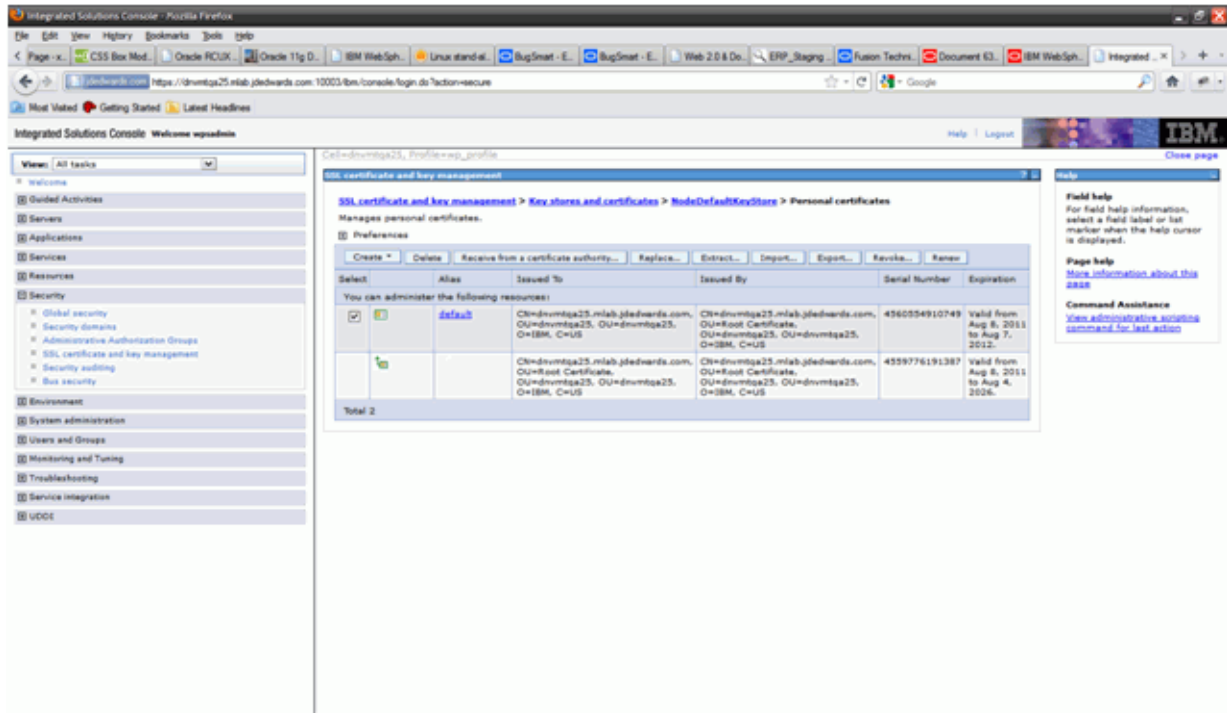 Integrated Solutions Console - Mozilla Firefox
File Edit View History Bookmarks Tools Help
Page -x... CSS Box Mod... Oracle RCUX... Oracle 11g D... IBM WebSph... Linux stand-al... BugSmart - E... BugSmart - E... Web 2.0 & Do... ERP_Staging... Fusion Techni... Document 63... IBM WebSph... Integrated ...
jdedwards.com https://dnvmtqa25.mlab.jdedwards.com:10003/ibm/console/login.do?action=secure
Google
Most Visited Getting Started Latest Headlines
Integrated Solutions Console Welcome wpsadmin
Help | Logout
IBM
View: All tasks
Welcome
Guided Activities
Servers
Applications
Services
Resources
Security
Global security
Security domains
Administrative Authorization Groups
SSL certificate and key management
Security auditing
Bus security
Environment
System administration
Users and Groups
Monitoring and Tuning
Troubleshooting
Service integration
UDDI
Cell=dnvmtqa25, Profile=wp_profile
Close page
SSL certificate and key management ? -
SSL certificate and key management > Key stores and certificates > NodeDefaultKeyStore > Personal certificates
Manages personal certificates.
Preferences
Create Delete Receive from a certificate authority... Replace... Extract... Import... Export... Revoke... Renew
Select Alias Issued To Issued By Serial Number Expiration
You can administer the following resources:
default CN=dnvmtqa25.mlab.jdedwards.com, CN=dnvmtqa25.mlab.jdedwards.com, 4560554910749 Valid from
OU=dnvmtqa25, OU=dnvmtqa25, OU=Root Certificate, Aug 8, 2011
O=IBM, C=US OU=dnvmtqa25, OU=dnvmtqa25, to Aug 7,
O=IBM, C=US 2012.
CN=dnvmtqa25.mlab.jdedwards.com, CN=dnvmtqa25.mlab.jdedwards.com, 4559776191387 Valid from
OU=Root Certificate, OU=Root Certificate, Aug 8, 2011
OU=dnvmtqa25, OU=dnvmtqa25, OU=dnvmtqa25, OU=dnvmtqa25, to Aug 4,
O=IBM, C=US O=IBM, C=US 2026.
Total 2
Help
Field help
For field help information,
select a field label or list
marker when the help cursor
is displayed.
Page help
More information about this
page
Command Assistance
View administrative scripting
command for last action